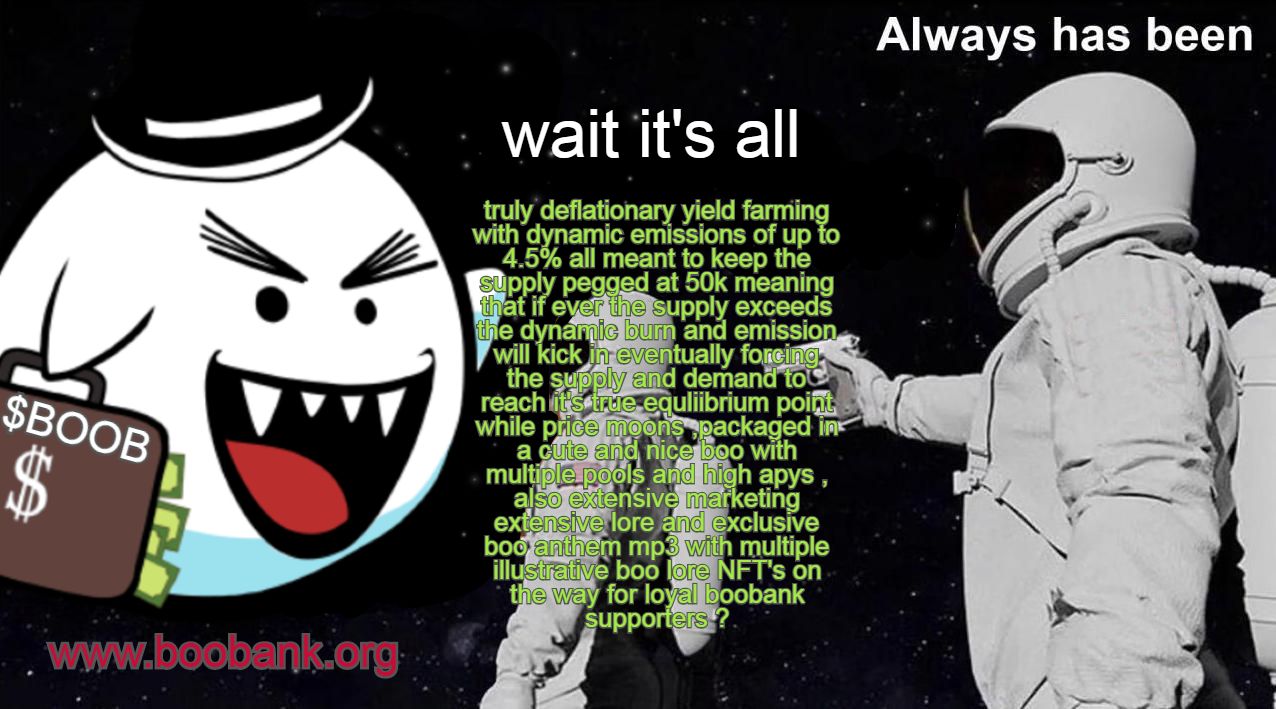 Always has been
wait it's all
truly deflationary yield farming
with dynamic emissions of up to
4.5% all meant to keep the
supply pegged at 50k meaning
that if ever the supply exceeds
the dynamic burn and emission
will kick in eventually forcing
the supply and demand to
reach it's true equliibrium point
while price moons ,packaged in
a cute and nice boo with
multiple pools and high apys ,
also extensive marketing
extensive lore and exclusive
boo anthem mp3 with multiple
illustrative boo lore NFT's on
the way for loyal boobank
supporters ?
$BOOB
$
www.boobank.org